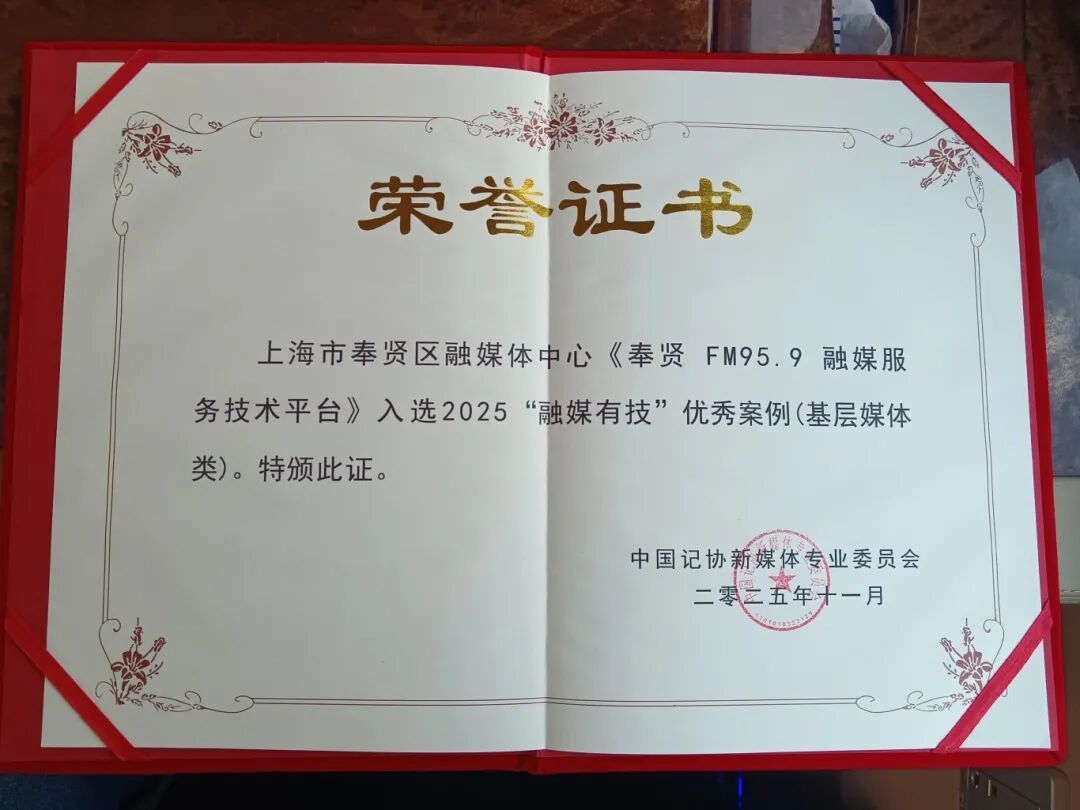 荣誉证书
上海市奉贤区融媒体中心《奉贤 FM95.9 融媒服
务技术平台》入选2025“融媒有技”优秀案例(基层媒体
类)。特颁此证。
中国记协新媒体专业委员会
二零二五年十一月